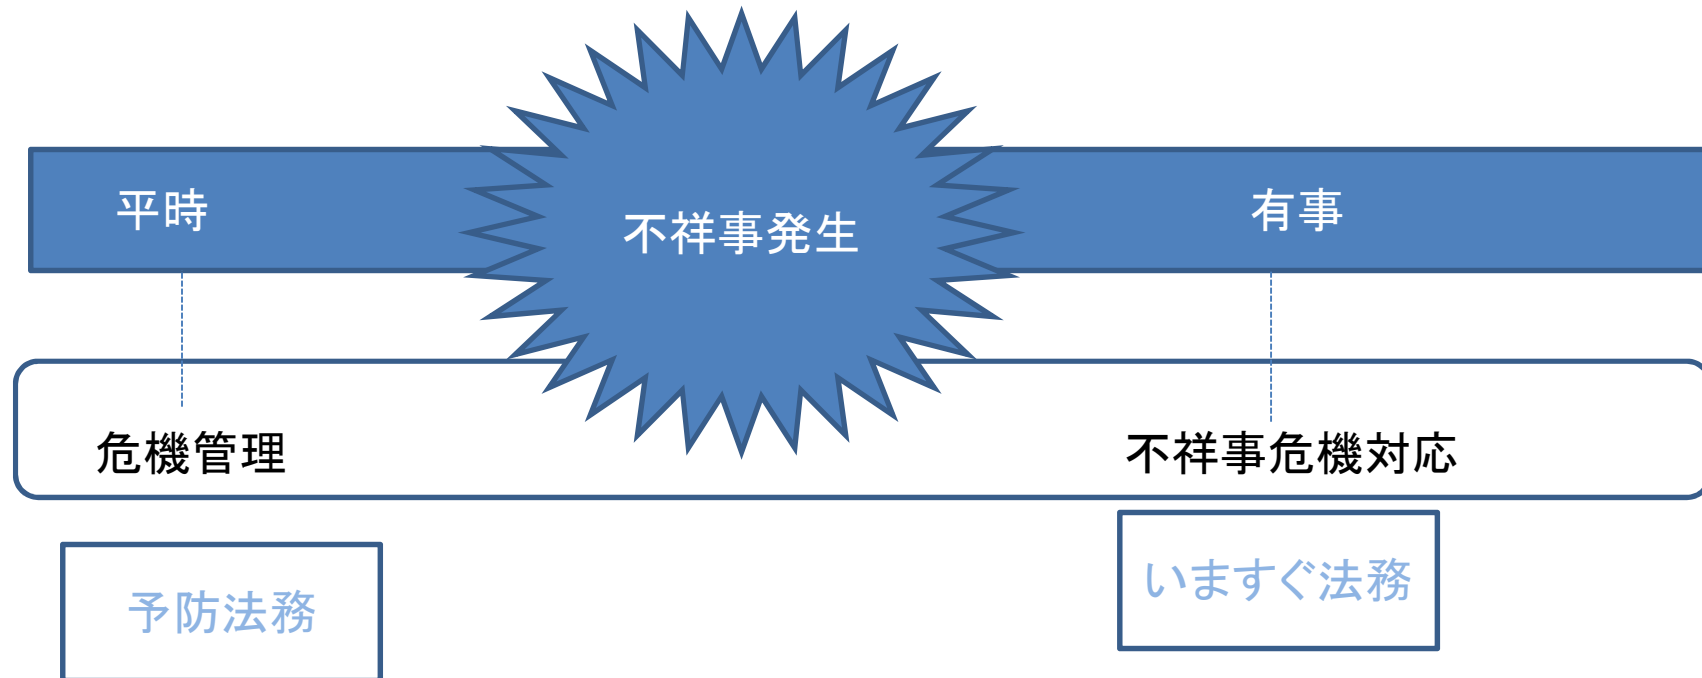 平時
不祥事発生
有事
危機管理
不祥事危機対応
予防法務
いますぐ法務